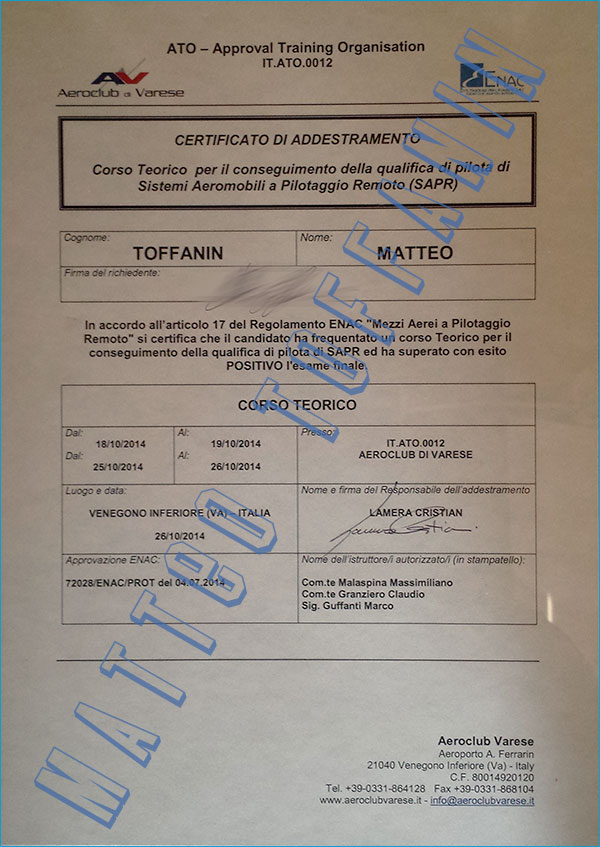 ATO – Approval Training Organisation
IT.ATO.0012
Aeroclub di Varese
ENAC
CERTIFICATO DI ADDESTRAMENTO
Corso Teorico per il conseguimento della qualifica di pilota di
Sistemi Aeromobili a Pilotaggio Remoto (SAPR)
Cognome:
TOFFANIN
Nome:
MATTEO
Firma del richiedente:
In accordo all'articolo 17 del Regolamento ENAC "Mezzi Aerei a Pilotaggio
Remoto" si certifica che il candidato ha frequentato un corso Teorico per il
conseguimento della qualifica di pilota di SAPR ed ha superato con esito
POSITIVO l'esame finale.
CORSO TEORICO
Dal: Al: Presso:
18/10/2014 19/10/2014 IT.ATO.0012
Dal: Al: AEROCLUB DI VARESE
25/10/2014 26/10/2014
Luogo e data:
VENEGONO INFERIORE (VA) – ITALIA
26/10/2014
Nome e firma del Responsabile dell'addestramento
LAMERA CRISTIAN
Approvazione ENAC:
72028/ENAC/PROT del 04.07.2014
Nome dell'istruttore/i autorizzato/i (in stampatello):
Com.te Malaspina Massimiliano
Com.te Granziero Claudio
Sig. Guffanti Marco
MATTEO TOFFANIN
Aeroclub Varese
Aeroporto A. Ferrarin
21040 Venegono Inferiore (Va) - Italy
C.F. 80014920120
Tel. +39-0331-864128 Fax +39-0331-868104
www.aeroclubvarese.it - info@aeroclubvarese.it